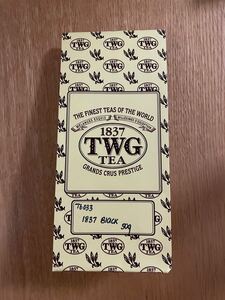 THE FINEST TEAS OF THE WORLD
1837
TWG
TEA
GRANDS CRUS PRESTIGE
T6033
1837 BLACK
50g